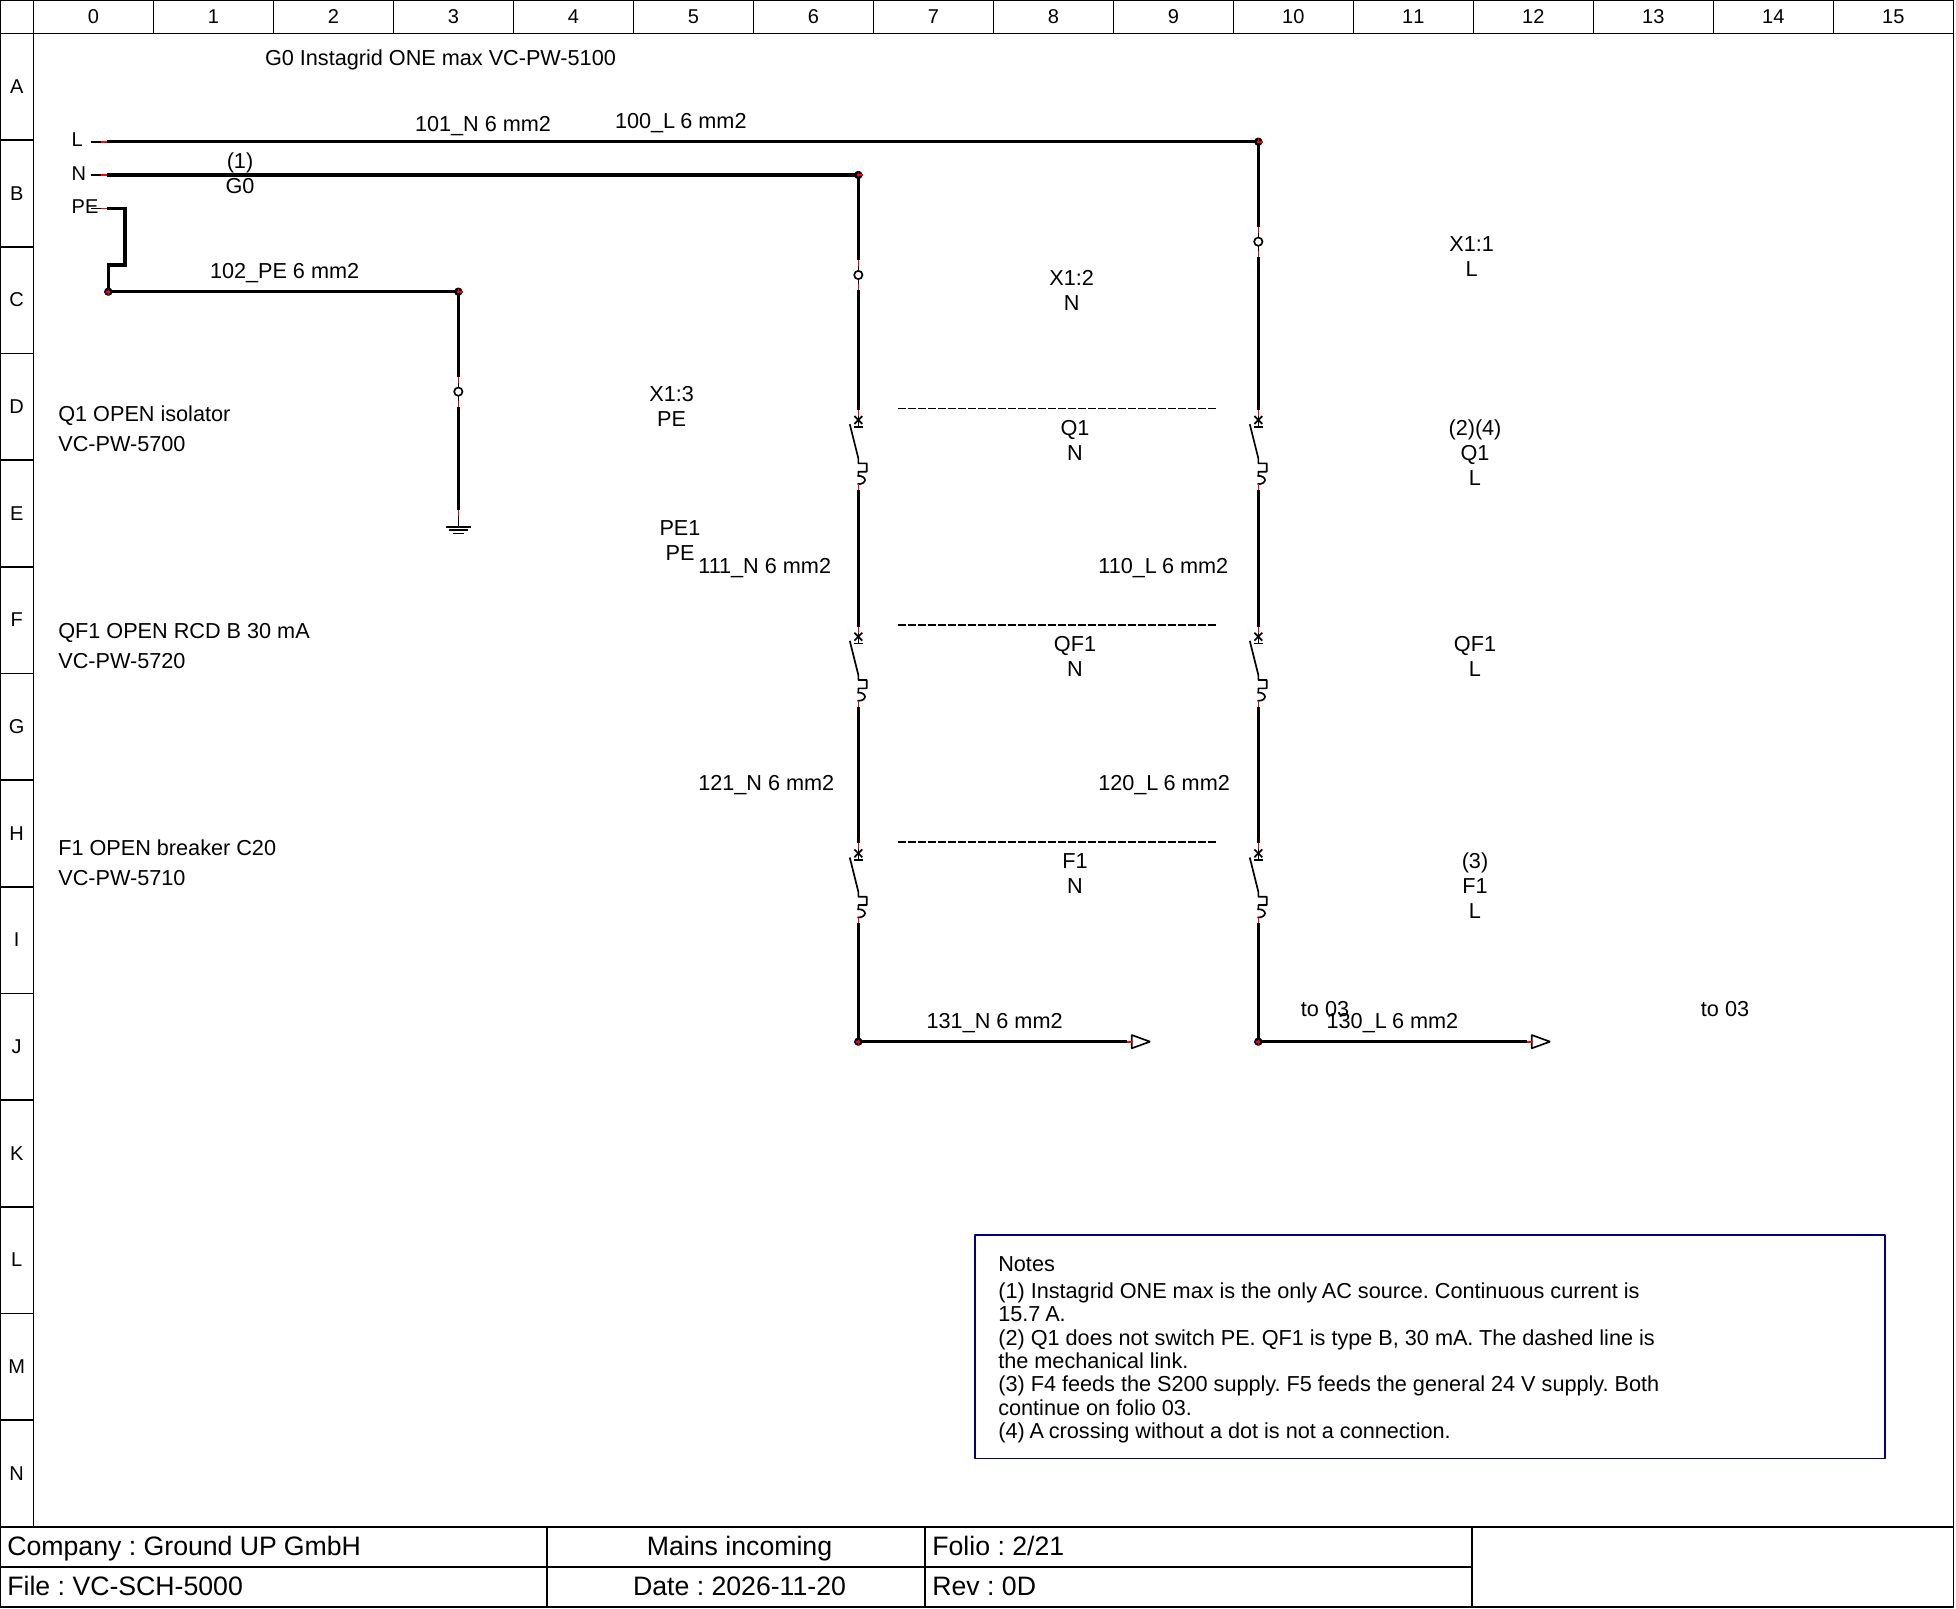 0 1 2 3 4 5 6 7 8 9 10 11 12 13 14 15
A
G0 Instagrid ONE max VC-PW-5100
101_N 6 mm2 100_L 6 mm2
L
(1)
N
G0
B
PE
X1:1
L
102_PE 6 mm2
X1:2
N
C
X1:3
PE
D
Q1 OPEN isolator
VC-PW-5700
Q1
N
(2)(4)
Q1
L
E
PE1
PE
111_N 6 mm2
110_L 6 mm2
F
QF1 OPEN RCD B 30 mA
VC-PW-5720
QF1
N
QF1
L
G
121_N 6 mm2
120_L 6 mm2
H
F1 OPEN breaker C20
VC-PW-5710
F1
N
(3)
F1
L
I
to 03
to 03
131_N 6 mm2
130_L 6 mm2
J
K
L
M
N
Notes
(1) Instagrid ONE max is the only AC source. Continuous current is
15.7 A.
(2) Q1 does not switch PE. QF1 is type B, 30 mA. The dashed line is
the mechanical link.
(3) F4 feeds the S200 supply. F5 feeds the general 24 V supply. Both
continue on folio 03.
(4) A crossing without a dot is not a connection.
Company : Ground UP GmbH
Mains incoming
Folio : 2/21
File : VC-SCH-5000
Date : 2026-11-20
Rev : 0D